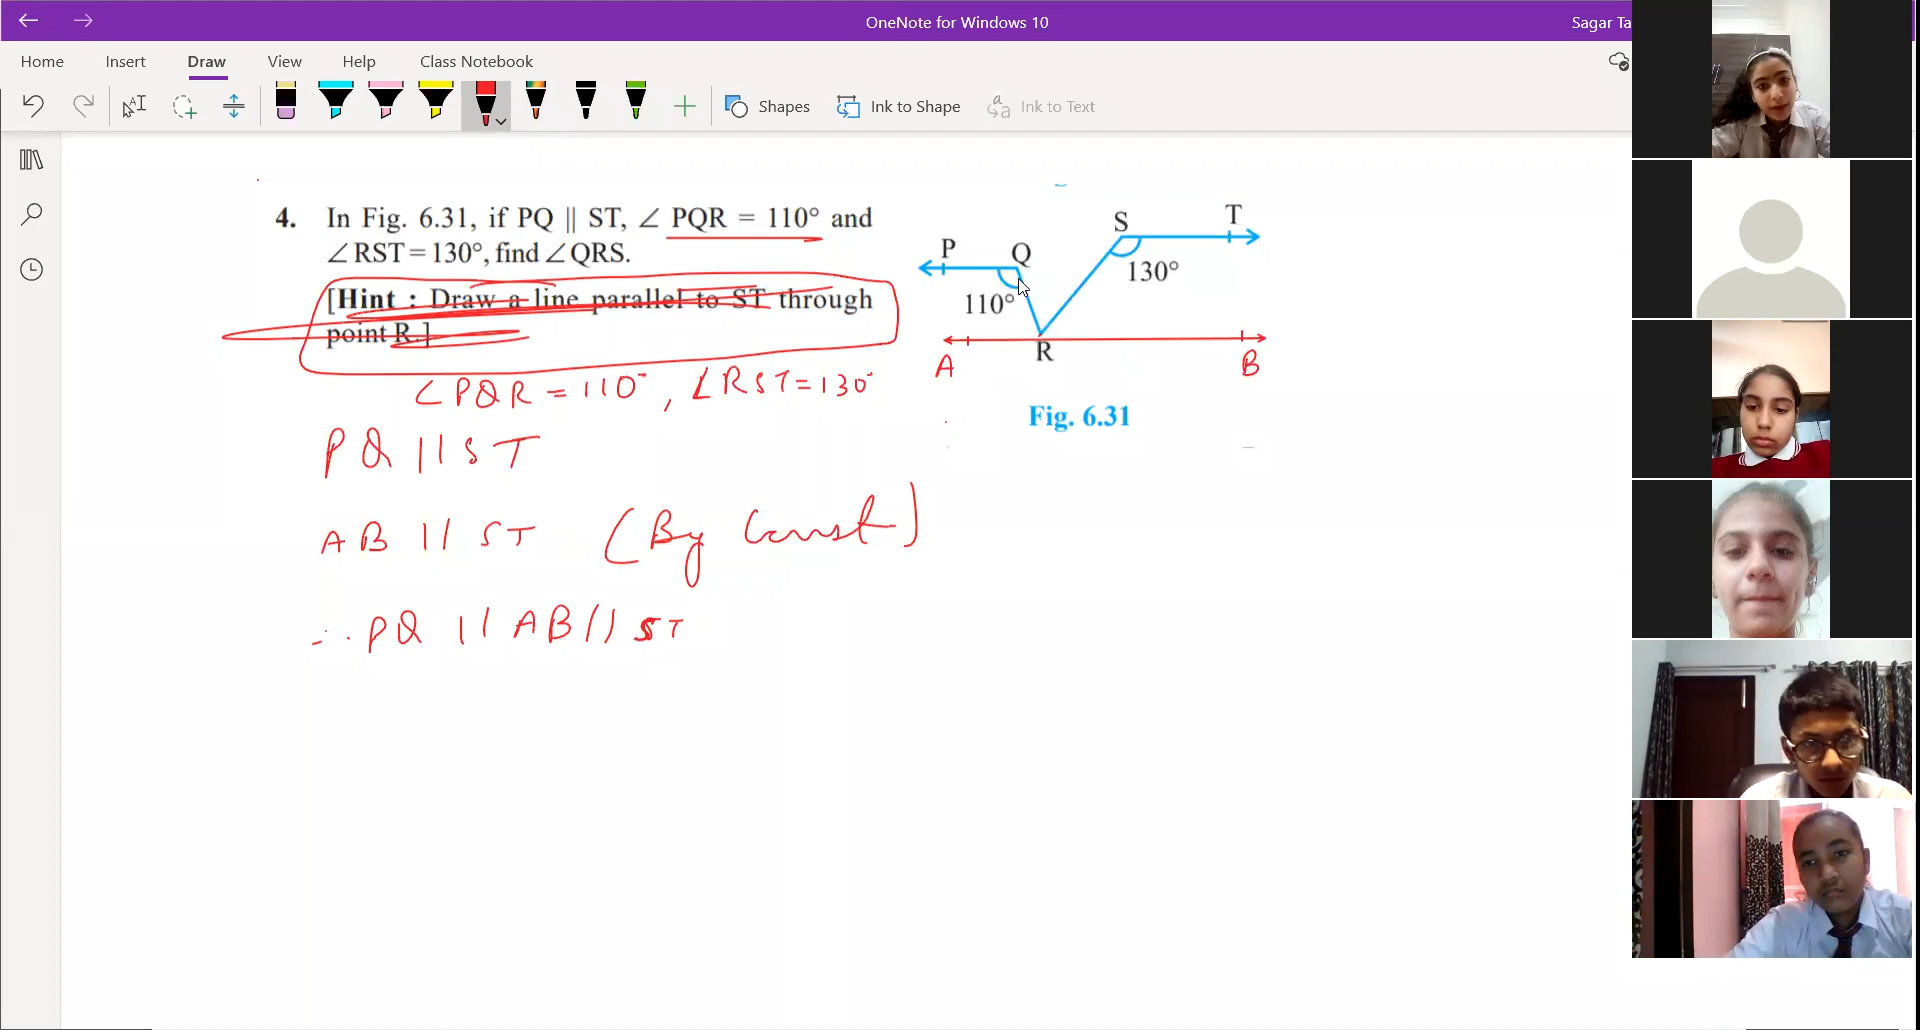 OneNote for Windows 10
Sagar Ta
Home Insert Draw View Help Class Notebook
Shapes Ink to Shape Ink to Text
4. In Fig. 6.31, if PQ || ST, ∠ PQR = 110° and
∠ RST = 130°, find ∠ QRS.
[Hint : Draw a line parallel to ST through
point R.]
P Q S T
110° 130°
A R B
Fig. 6.31
∠PQR = 110°, ∠RST = 130°
PQ || ST
AB || ST (By Const)
∴ PQ || AB || ST